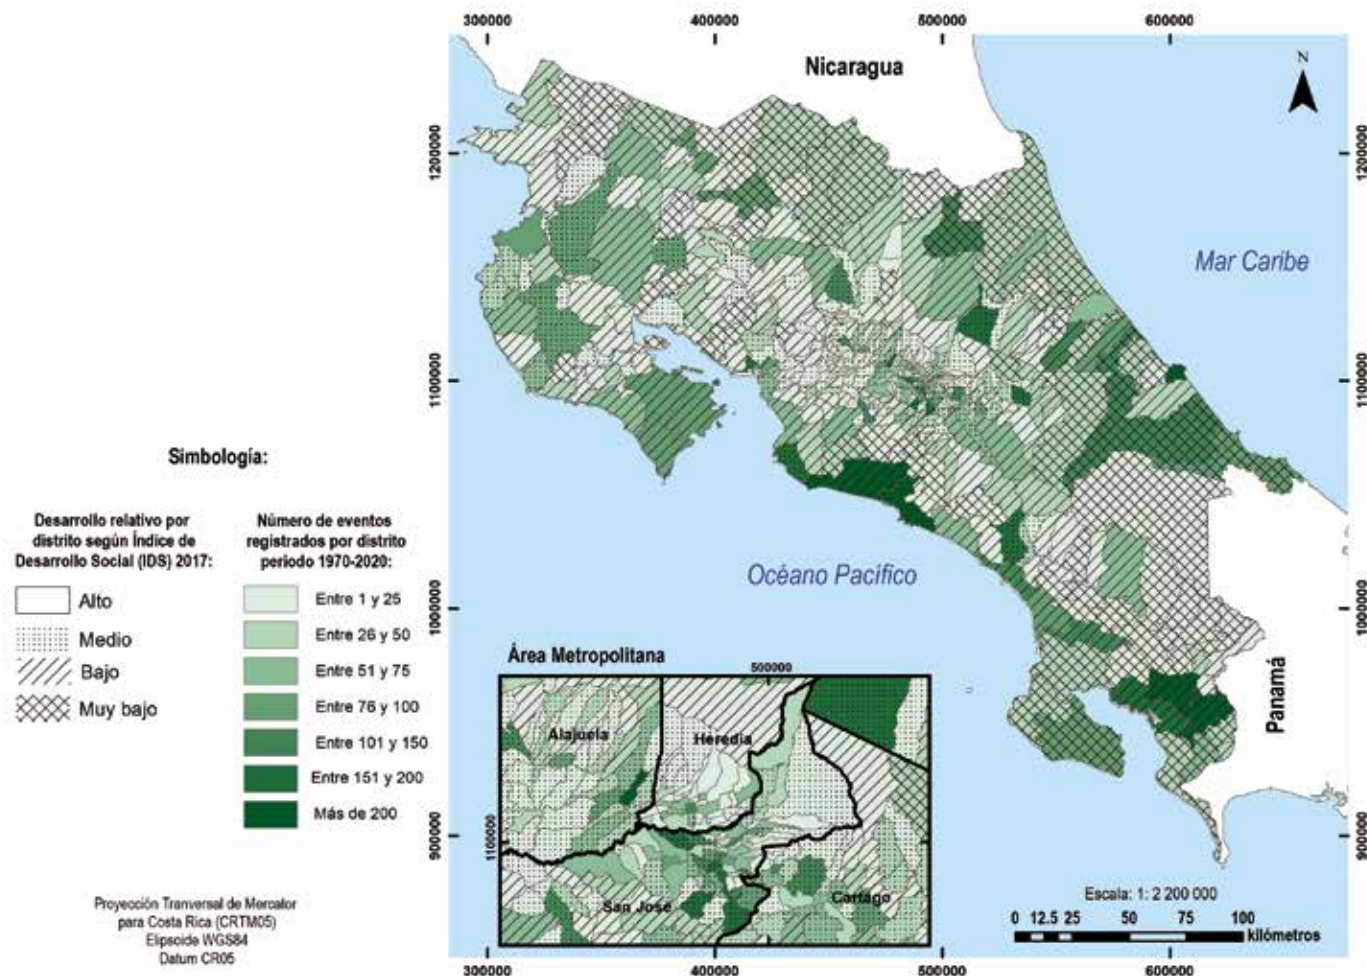 300000 400000 500000 600000
Nicaragua
N
1200000
1200000
Mar Caribe
1100000
1100000
Simbología:
Desarrollo relativo por
distrito según Índice de
Desarrollo Social (IDS) 2017:
Alto
Medio
Bajo
Muy bajo
Número de eventos
registrados por distrito
periodo 1970-2020:
Entre 1 y 25
Entre 26 y 50
Entre 51 y 75
Entre 76 y 100
Entre 101 y 150
Entre 151 y 200
Más de 200
Océano Pacífico
1000000
1000000
Panamá
Área Metropolitana
500000
Alajuela
Heredia
1100000
San José
Cartago
900000
900000
Escala: 1: 2 200 000
0 12.5 25 50 75 100
kilómetros
Proyección Tranversal de Mercator
para Costa Rica (CRTM05)
Elipsoide WGS84
Datum CR05
300000 400000 500000 600000